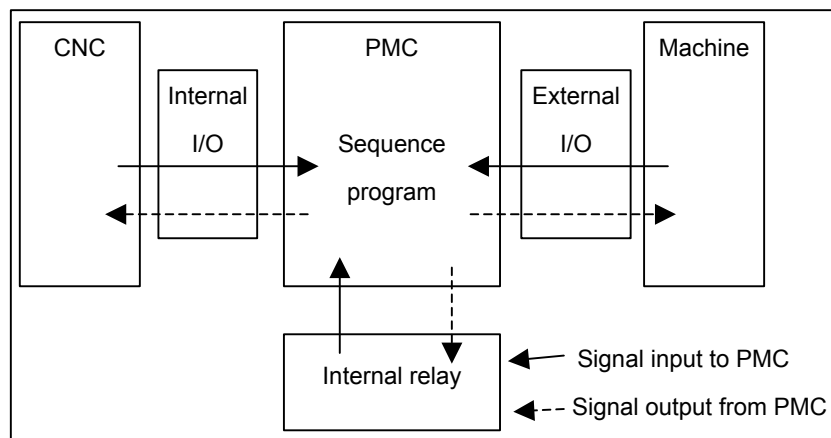 CNC
PMC
Machine
Internal
I/O
External
I/O
Sequence
program
Internal relay
Signal input to PMC
Signal output from PMC